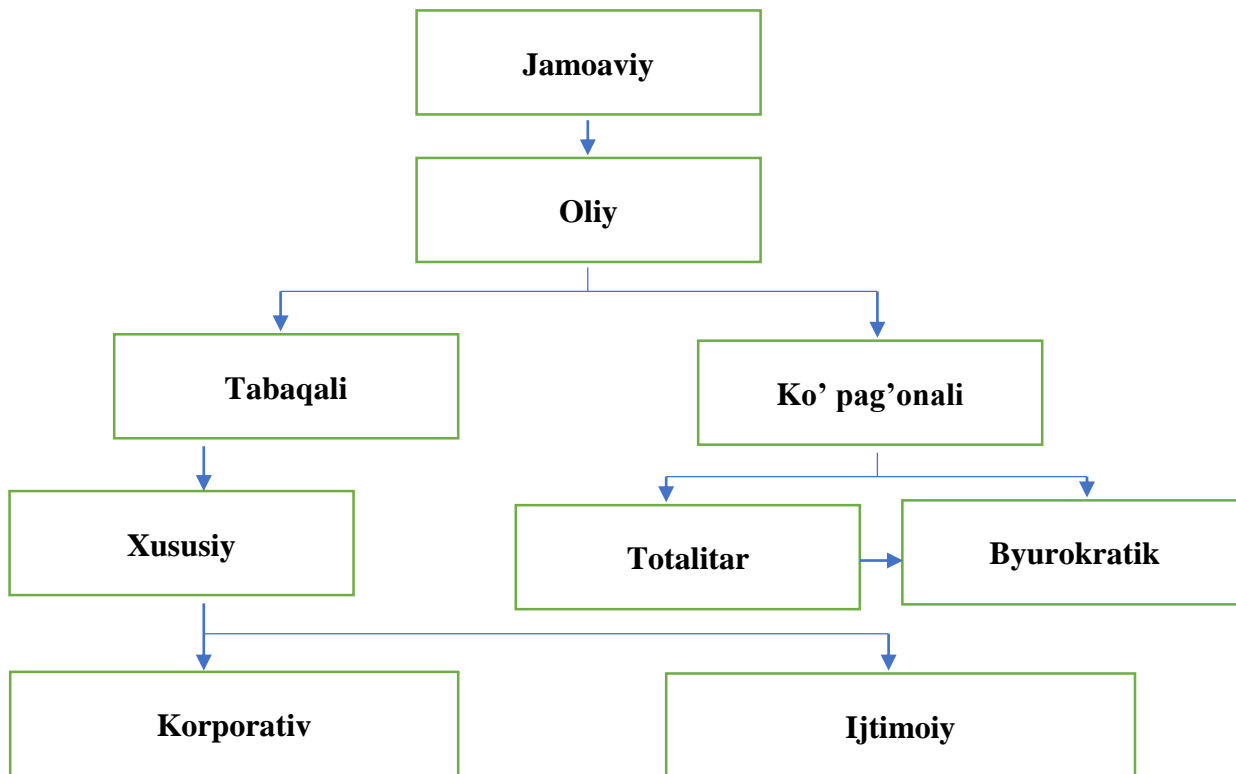 Jamoaviy
Oliy
Tabaqali
Ko’ pag’onali
Xususiy
Totalitar
Byurokratik
Korporativ
Ijtimoiy